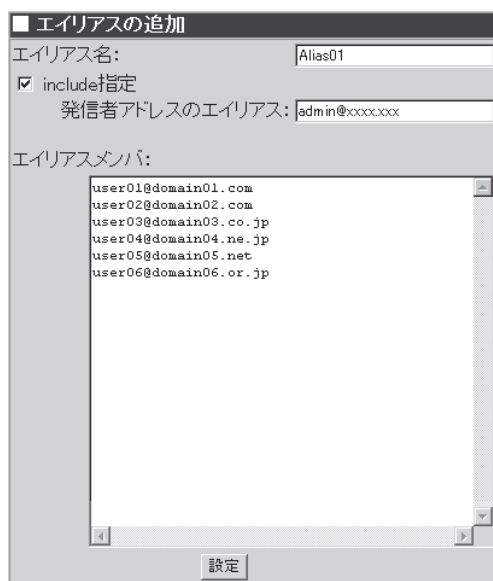 ■ エイリアスの追加
エイリアス名: Alias01
include指定
発信者アドレスのエイリアス: admin@xxxx.xxx
エイリアスメンバ:
user01@domain01.com
user02@domain02.com
user03@domain03.co.jp
user04@domain04.ne.jp
user05@domain05.net
user06@domain06.or.jp
設定